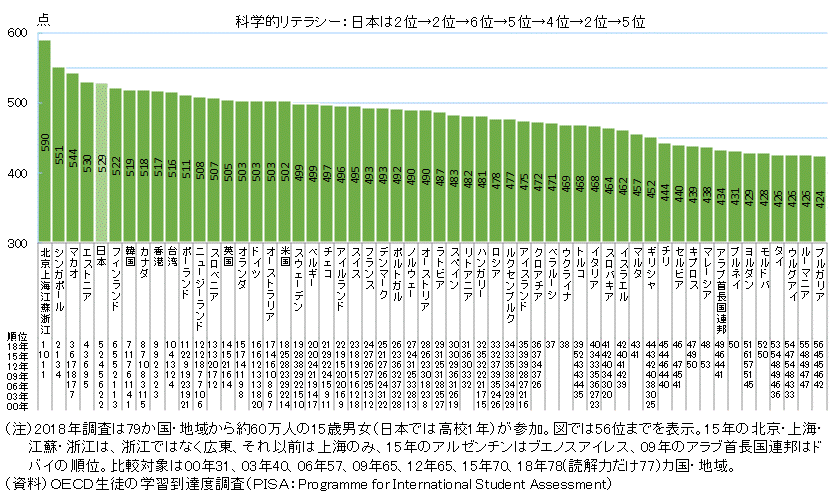 点
科学的リテラシー：日本は２位→２位→６位→５位→４位→２位→５位
600
500
400
300
590 551 544 530 529 522 519 518 517 516 511 508 507 505 503 503 503 502 499 499 497 496 495 493 493 492 490 490 487 483 482 481 478 477 475 472 471 469 468 468 464 462 457 452 444 440 439 438 434 431 429 428 426 426 426 424
北京上海江蘇浙江 シンガポール マカオ エストニア 日本 フィンランド 韓国 カナダ 香港 台湾 ポーランド ニュージーランド スロベニア 英国 オランダ ドイツ オーストラリア 米国 スウェーデン ベルギー チェコ アイルランド スイス フランス デンマーク ポルトガル ノルウェー オーストリア ラトビア スペイン リトアニア ハンガリー ロシア ルクセンブルク アイスランド クロアチア ベラルーシ ウクライナ トルコ イタリア スロバキア イスラエル マルタ ギリシャ チリ セルビア キプロス マレーシア アラブ首長国連邦 ブルネイ ヨルダン モルドバ タイ ウルグアイ ルーマニア ブルガリア
順位
18年
15年
12年
09年
06年
03年
00年
（注）2018年調査は79か国・地域から約60万人の15歳男女（日本では高校1年）が参加。図では56位までを表示。15年の北京・上海・
江蘇・浙江は、浙江ではなく広東、それ以前は上海のみ、15年のアルゼンチンはブエノスアイレス、09年のアラブ首長国連邦はド
バイの順位。比較対象は00年31、03年40、06年57、09年65、12年65、15年70、18年78(読解力だけ77)カ国・地域。
（資料）OECD生徒の学習到達度調査（PISA：Programme for International Student Assessment）